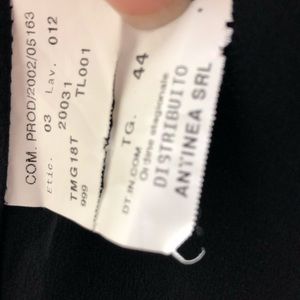 COM. PROD/2002/05163
Etic. 03 Lav. 012
20031
TMG18T TL001
999
TG. 44
DT.IN.COM
Ordine stagionale
DISTRIBUITO
ANTINEA SRL